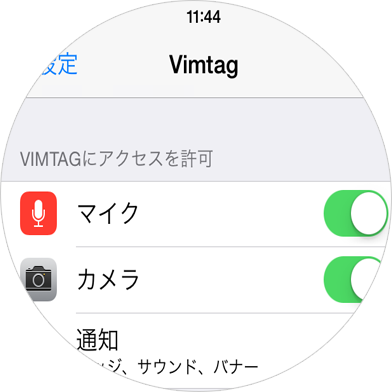 11:44
設定
Vimtag
VIMTAGにアクセスを許可
マイク
カメラ
通知
ッジ、サウンド、バナー